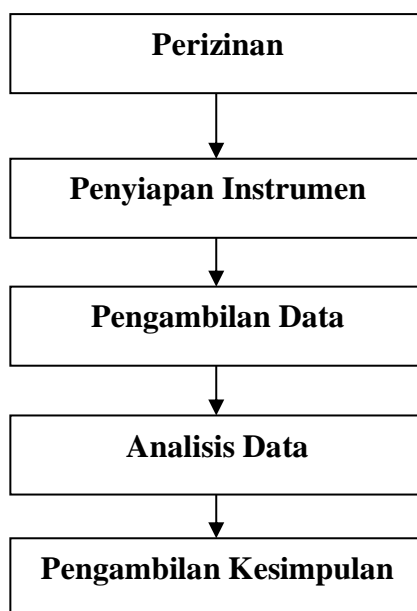 Perizinan
Penyiapan Instrumen
Pengambilan Data
Analisis Data
Pengambilan Kesimpulan